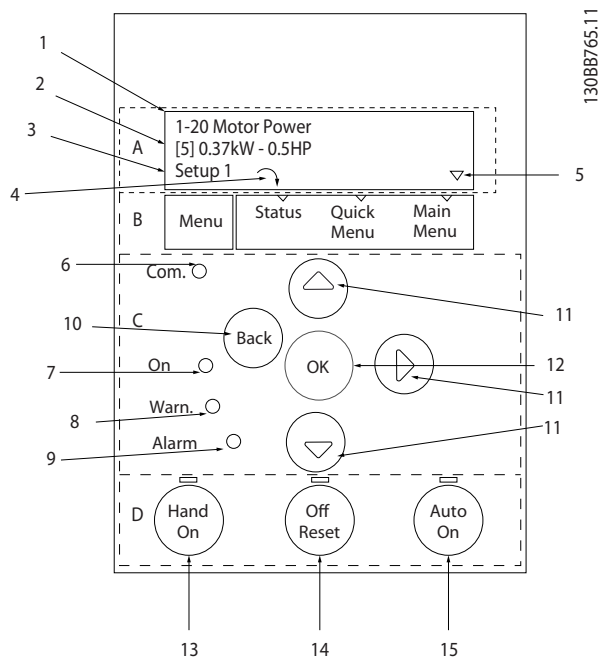 130BB765.11
1
2
3
4
5
A
1-20 Motor Power
[5] 0.37kW - 0.5HP
Setup 1
B
Menu
Status
Quick
Menu
Main
Menu
6
Com.
11
10
C
Back
OK
12
7
On
11
8
Warn.
11
9
Alarm
D
Hand
On
Off
Reset
Auto
On
13
14
15